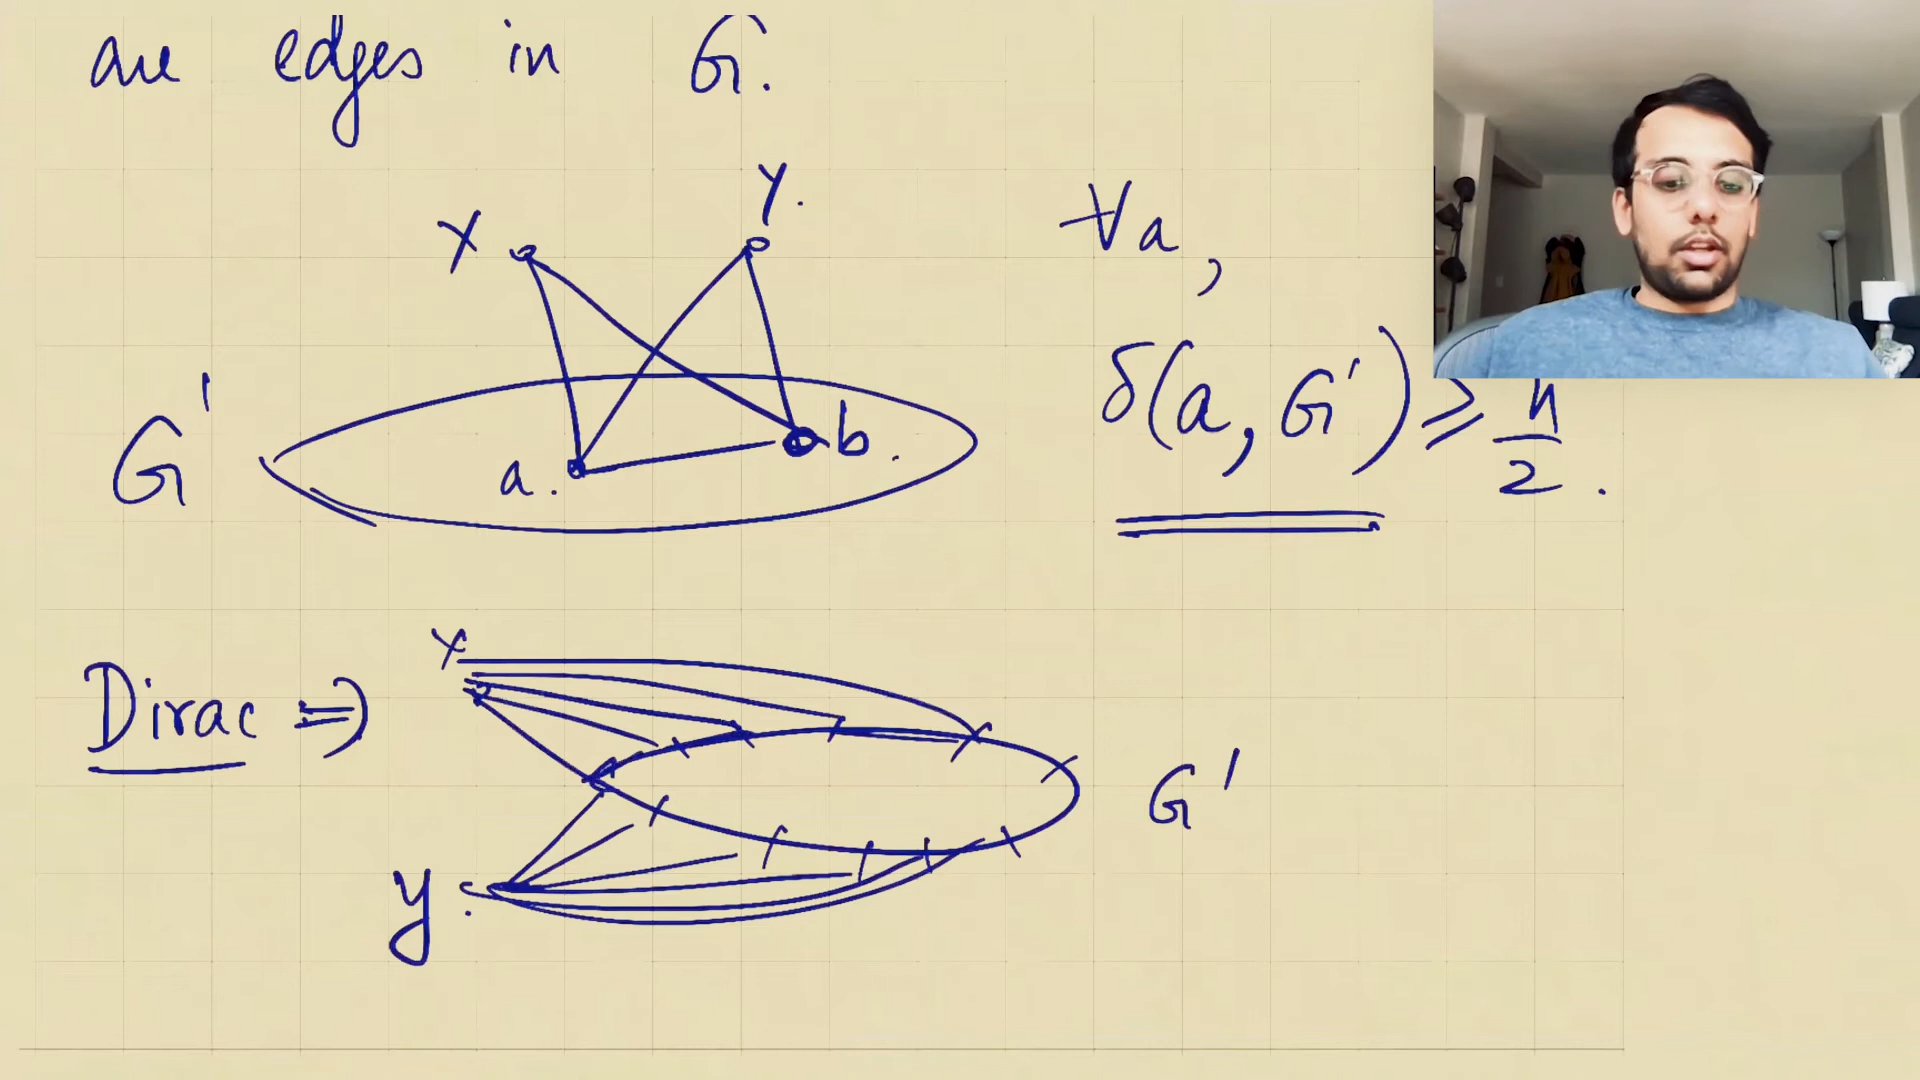 are edges in G.
x y.
∀a,
G' a. b.
δ(a, G') ⩾ n/2.
Dirac ⇒ x
G'
y